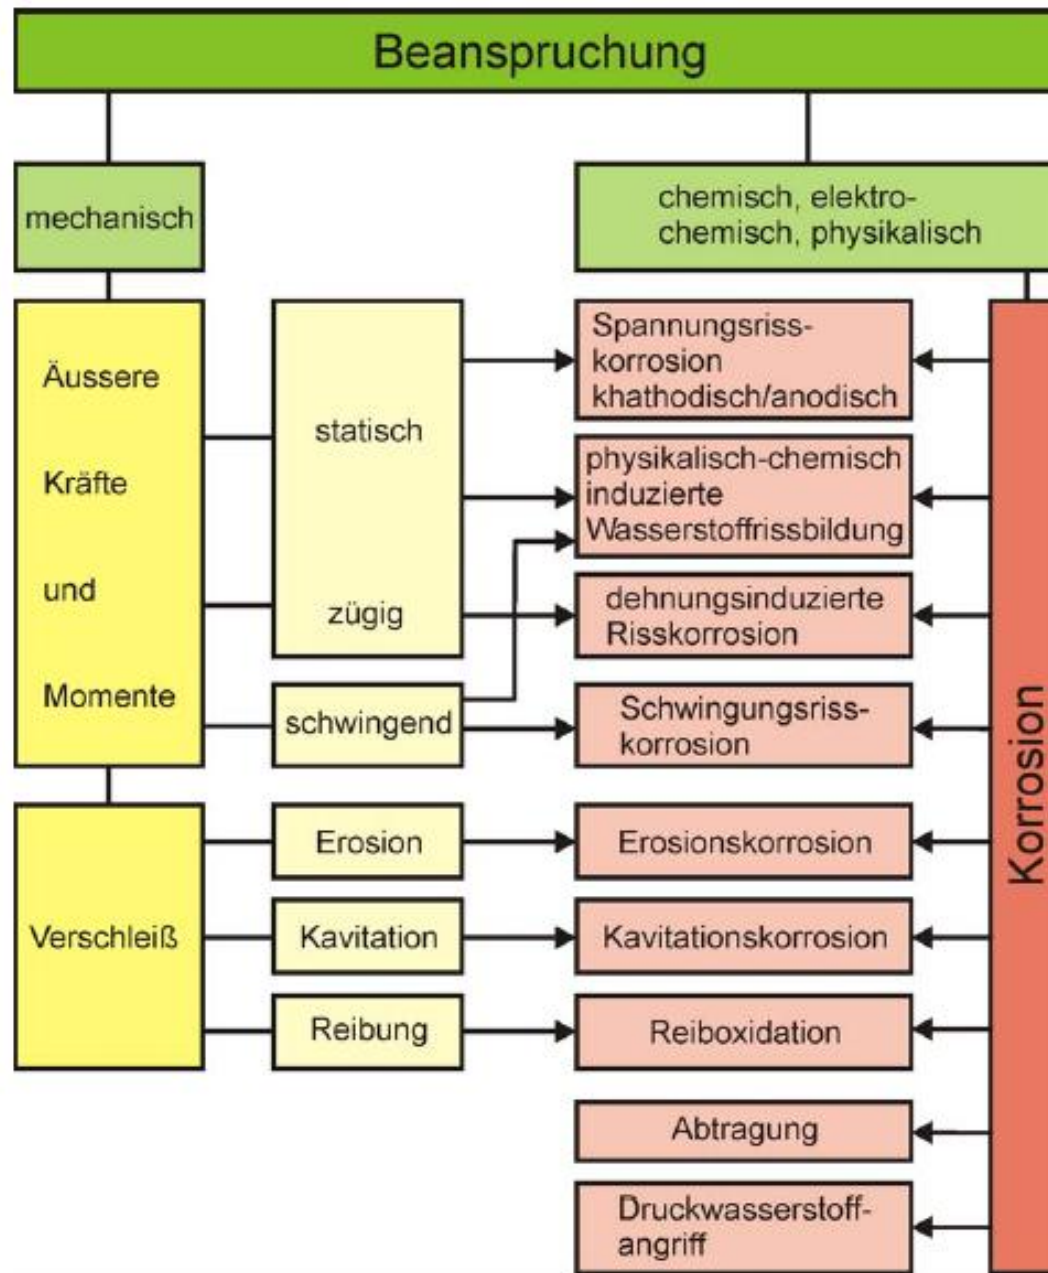 Beanspruchung
mechanisch
chemisch, elektro-
chemisch, physikalisch
Äussere
Kräfte
und
Momente
statisch
zügig
schwingend
Spannungsriss-
korrosion
khathodisch/anodisch
physikalisch-chemisch
induzierte
Wasserstoffrissbildung
dehnungsinduzierte
Risskorrosion
Schwingungsriss-
korrosion
Korrosion
Verschleiß
Erosion
Erosionskorrosion
Kavitation
Kavitationskorrosion
Reibung
Reiboxidation
Abtragung
Druckwasserstoff-
angriff